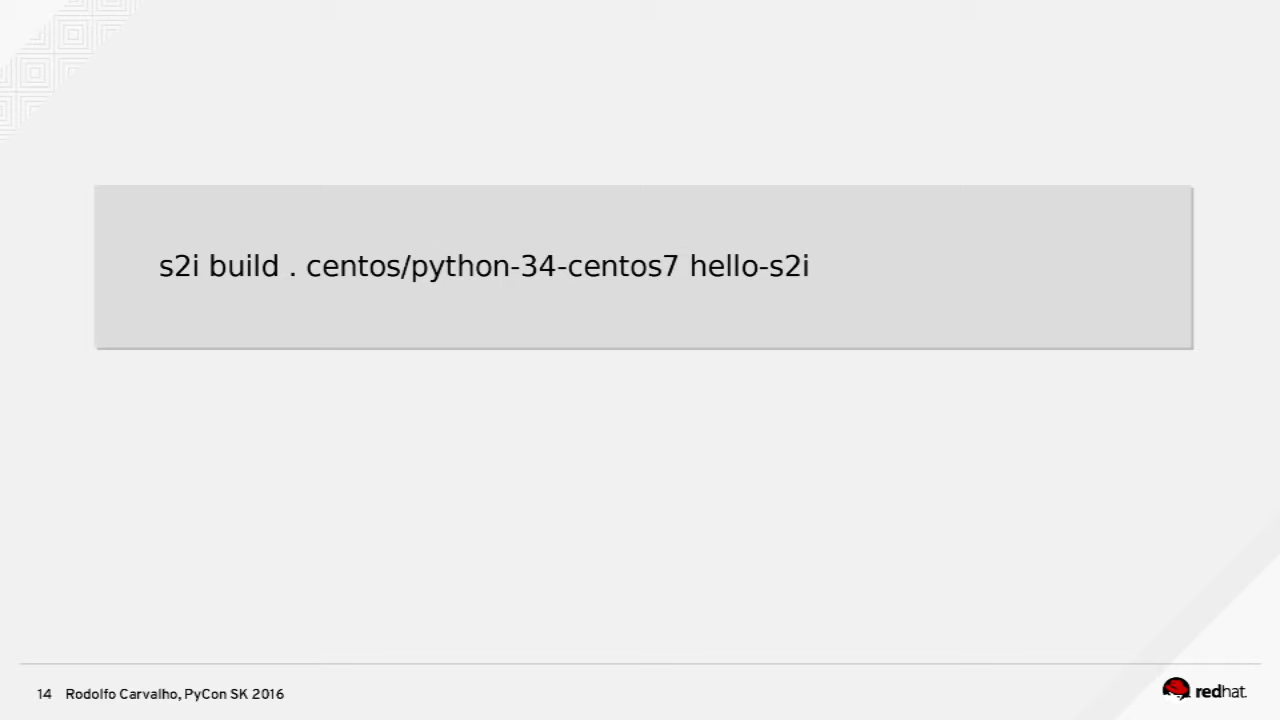 s2i build . centos/python-34-centos7 hello-s2i
14 Rodolfo Carvalho, PyCon SK 2016
redhat.